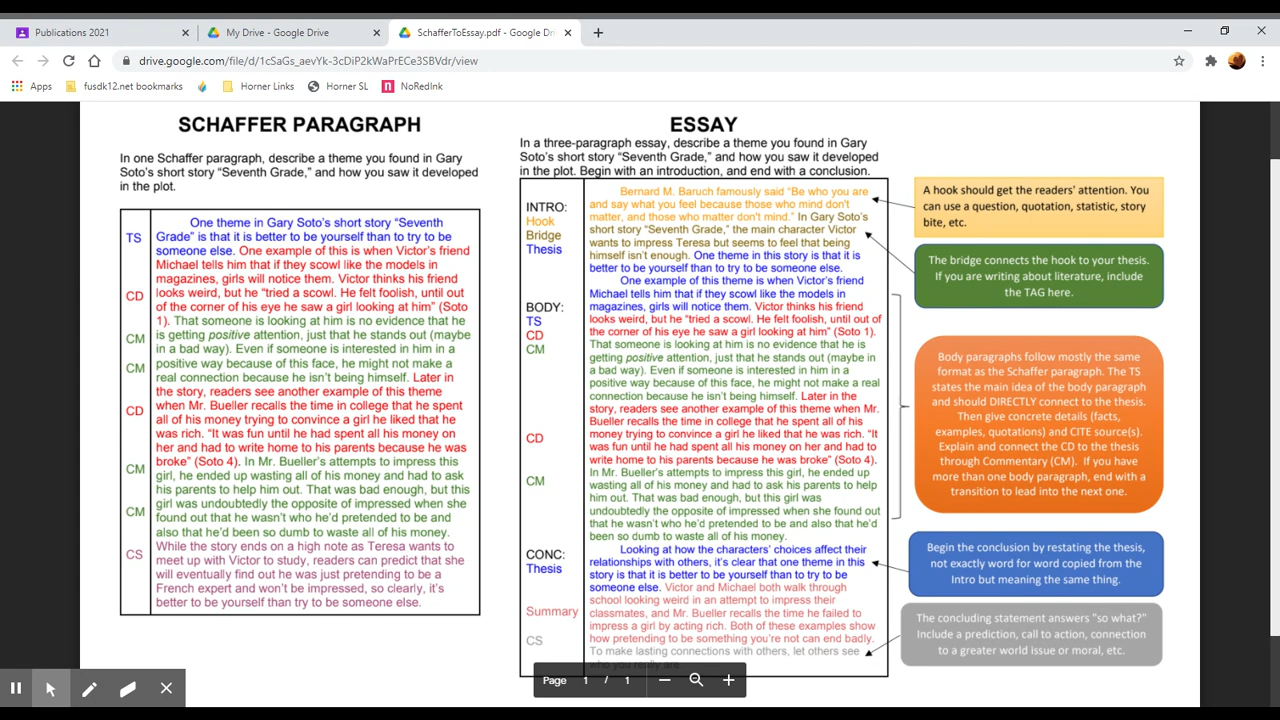 Publications 2021
My Drive - Google Drive
SchafferToEssay.pdf - Google Dri
drive.google.com/file/d/1cSaGs_aevYk-3cDiP2kWaPrECe3SBVdr/view
Apps
fusdk12.net bookmarks
Horner Links
Horner SL
NoRedInk
SCHAFFER PARAGRAPH
In one Schaffer paragraph, describe a theme you found in Gary
Soto's short story “Seventh Grade,” and how you saw it developed
in the plot.
TS
CD
CM
CM
CD
CM
CM
CS
One theme in Gary Soto's short story “Seventh
Grade” is that it is better to be yourself than to try to be
someone else. One example of this is when Victor's friend
Michael tells him that if they scowl like the models in
magazines, girls will notice them. Victor thinks his friend
looks weird, but he “tried a scowl. He felt foolish, until out
of the corner of his eye he saw a girl looking at him” (Soto
1). That someone is looking at him is no evidence that he
is getting positive attention, just that he stands out (maybe
in a bad way). Even if someone is interested in him in a
positive way because of this face, he might not make a
real connection because he isn't being himself. Later in
the story, readers see another example of this theme
when Mr. Bueller recalls the time in college that he spent
all of his money trying to convince a girl he liked that he
was rich. “It was fun until he had spent all his money on
her and had to write home to his parents because he was
broke” (Soto 4). In Mr. Bueller's attempts to impress this
girl, he ended up wasting all of his money and had to ask
his parents to help him out. That was bad enough, but this
girl was undoubtedly the opposite of impressed when she
found out that he wasn't who he'd pretended to be and
also that he'd been so dumb to waste all of his money.
While the story ends on a high note as Teresa wants to
meet up with Victor to study, readers can predict that she
will eventually find out he was just pretending to be a
French expert and won't be impressed, so clearly, it's
better to be yourself than try to be someone else.
ESSAY
In a three-paragraph essay, describe a theme you found in Gary
Soto's short story “Seventh Grade,” and how you saw it developed
in the plot. Begin with an introduction, and end with a conclusion.
INTRO:
Hook
Bridge
Thesis
BODY:
TS
CD
CM
CD
CM
CONC:
Thesis
Summary
CS
Bernard M. Baruch famously said “Be who you are
and say what you feel because those who mind don't
matter, and those who matter don't mind.” In Gary Soto's
short story “Seventh Grade,” the main character Victor
wants to impress Teresa but seems to feel that being
himself isn't enough. One theme in this story is that it is
better to be yourself than to try to be someone else.
One example of this theme is when Victor's friend
Michael tells him that if they scowl like the models in
magazines, girls will notice them. Victor thinks his friend
looks weird, but he “tried a scowl. He felt foolish, until out of
the corner of his eye he saw a girl looking at him” (Soto 1).
That someone is looking at him is no evidence that he is
getting positive attention, just that he stands out (maybe in
a bad way). Even if someone is interested in him in a
positive way because of this face, he might not make a real
connection because he isn't being himself. Later in the
story, readers see another example of this theme when Mr.
Bueller recalls the time in college that he spent all of his
money trying to convince a girl he liked that he was rich. “It
was fun until he had spent all his money on her and had to
write home to his parents because he was broke” (Soto 4).
In Mr. Bueller's attempts to impress this girl, he ended up
wasting all of his money and had to ask his parents to help
him out. That was bad enough, but this girl was
undoubtedly the opposite of impressed when she found out
that he wasn't who he'd pretended to be and also that he'd
been so dumb to waste all of his money.
Looking at how the characters' choices affect their
relationships with others, it's clear that one theme in this
story is that it is better to be yourself than to try to be
someone else. Victor and Michael both walk through
school looking weird in an attempt to impress their
classmates, and Mr. Bueller recalls the time he failed to
impress a girl by acting rich. Both of these examples show
how pretending to be something you're not can end badly.
To make lasting connections with others, let others see
who you really are.
A hook should get the readers' attention. You
can use a question, quotation, statistic, story
bite, etc.
The bridge connects the hook to your thesis.
If you are writing about literature, include
the TAG here.
Body paragraphs follow mostly the same
format as the Schaffer paragraph. The TS
states the main idea of the body paragraph
and should DIRECTLY connect to the thesis.
Then give concrete details (facts,
examples, quotations) and CITE source(s).
Explain and connect the CD to the thesis
through Commentary (CM). If you have
more than one body paragraph, end with a
transition to lead into the next one.
Begin the conclusion by restating the thesis,
not exactly word for word copied from the
Intro but meaning the same thing.
The concluding statement answers "so what?"
Include a prediction, call to action, connection
to a greater world issue or moral, etc.
Page 1 / 1